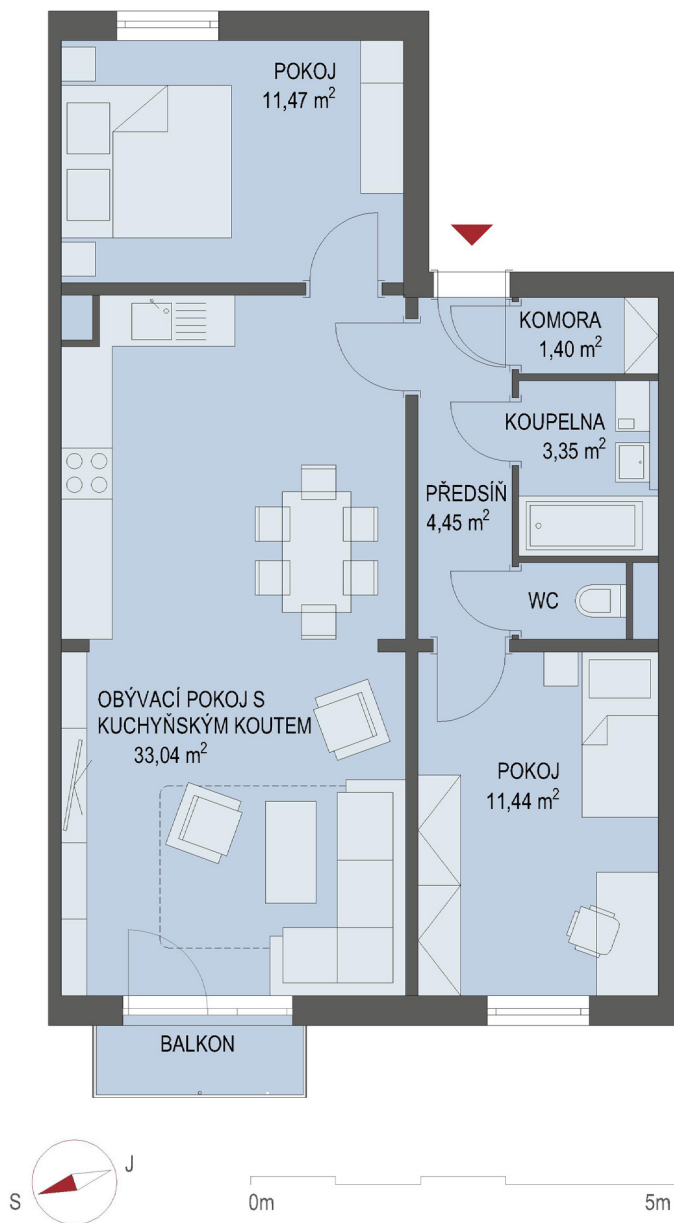 POKOJ
11,47 m²
KOMORA
1,40 m²
KOUPELNA
3,35 m²
PŘEDSÍŇ
4,45 m²
WC
OBÝVACÍ POKOJ S
KUCHYŇSKÝM KOUTEM
33,04 m²
POKOJ
11,44 m²
BALKON
J
S
0m
5m